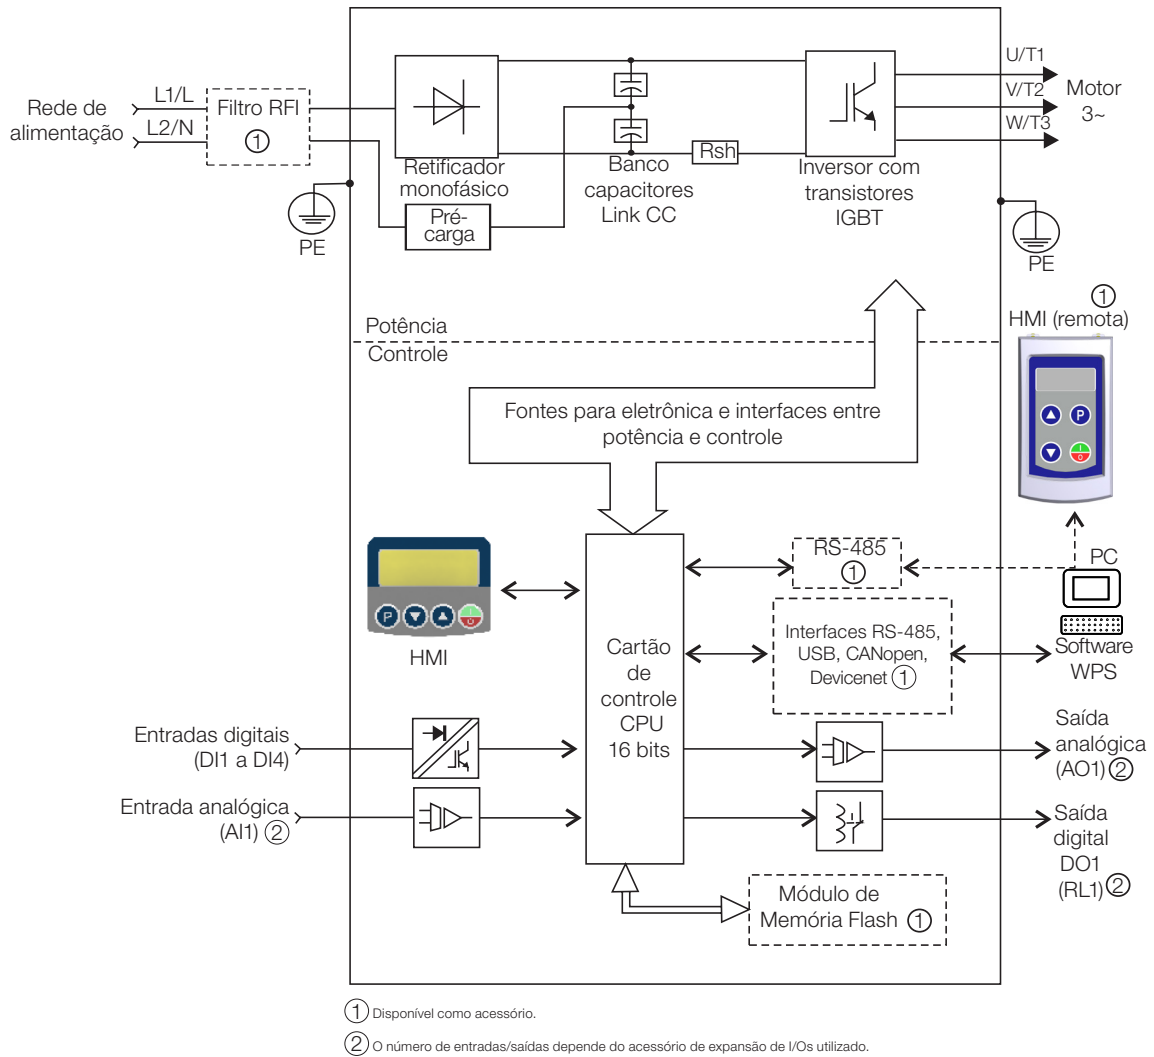 Rede de
alimentação
L1/L
L2/N
Filtro RFI
1
Retificador
monofásico
Pré-
carga
Banco
capacitores
Link CC
Rsh
Inversor com
transistores
IGBT
U/T1
V/T2
W/T3
Motor
3~
PE
PE
Potência
Controle
1
HMI (remota)
P
I
0
Fontes para eletrônica e interfaces entre
potência e controle
P
I
0
HMI
Cartão
de
controle
CPU
16 bits
RS-485
1
PC
Interfaces RS-485,
USB, CANopen,
Devicenet 1
Software
WPS
Entradas digitais
(DI1 a DI4)
Entrada analógica
(AI1) 2
Saída
analógica
(AO1) 2
Saída
digital
DO1
(RL1) 2
Módulo de
Memória Flash 1
1 Disponível como acessório.
2 O número de entradas/saídas depende do acessório de expansão de I/Os utilizado.